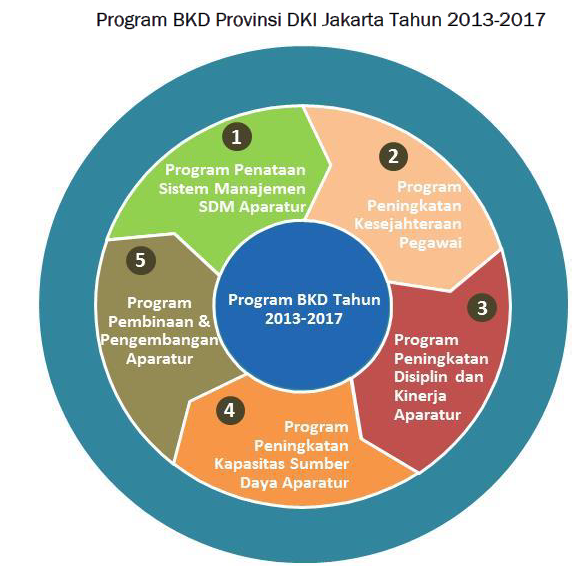 Program BKD Provinsi DKI Jakarta Tahun 2013-2017
1
Program Penataan
Sistem Manajemen
SDM Aparatur
2
Program
Peningkatan
Kesejahteraan
Pegawai
3
Program
Peningkatan
Disiplin dan
Kinerja
Aparatur
4
Program
Peningkatan
Kapasitas Sumber
Daya Aparatur
5
Program
Pembinaan &
Pengembangan
Aparatur
Program BKD Tahun
2013-2017